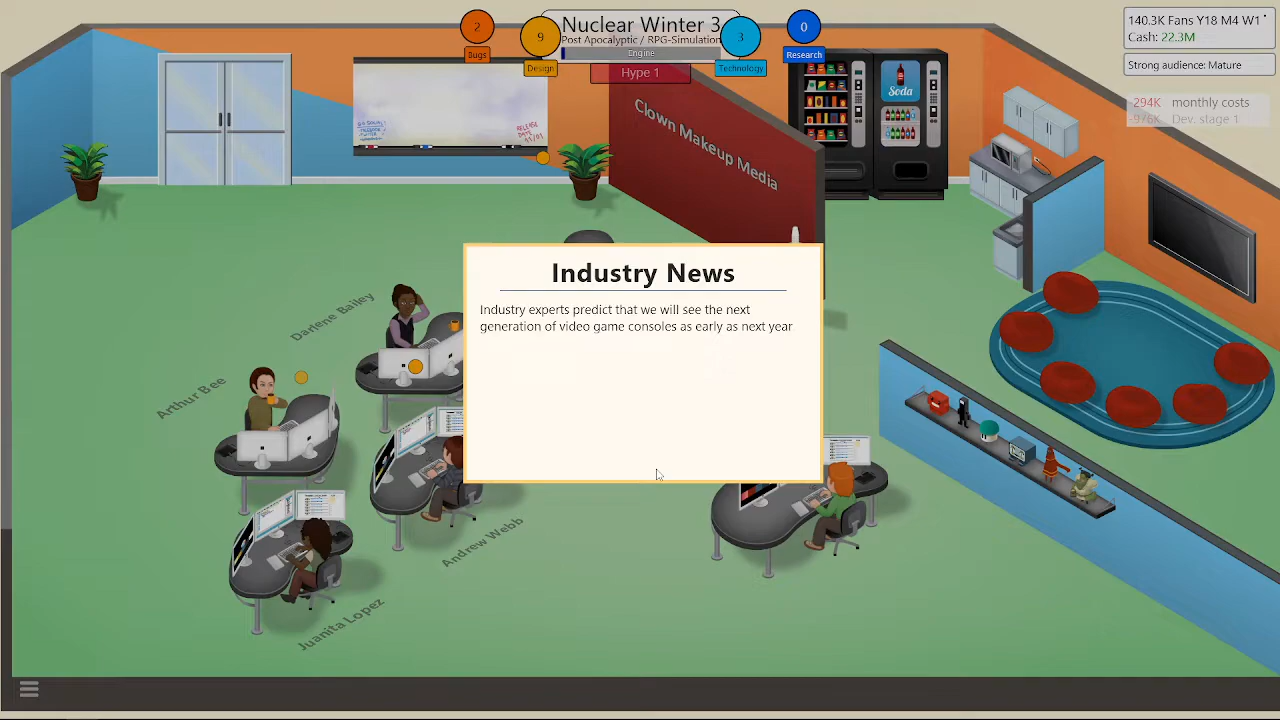 2
Bugs
9
Design
Nuclear Winter 3
Post Apocalyptic / RPG-Simulation
Engine
Hype 1
3
Technology
0
Research
140.3K Fans Y18 M4 W1
Cash: 22.3M
Strong audience: Mature
-294K monthly costs
-976K Dev. stage 1
RELEASE
Soda
Clown Makeup Media
Industry News
Industry experts predict that we will see the next
generation of video game consoles as early as next year
Darlene Bailey
Arthur Bee
Andrew Webb
Juanita Lopez